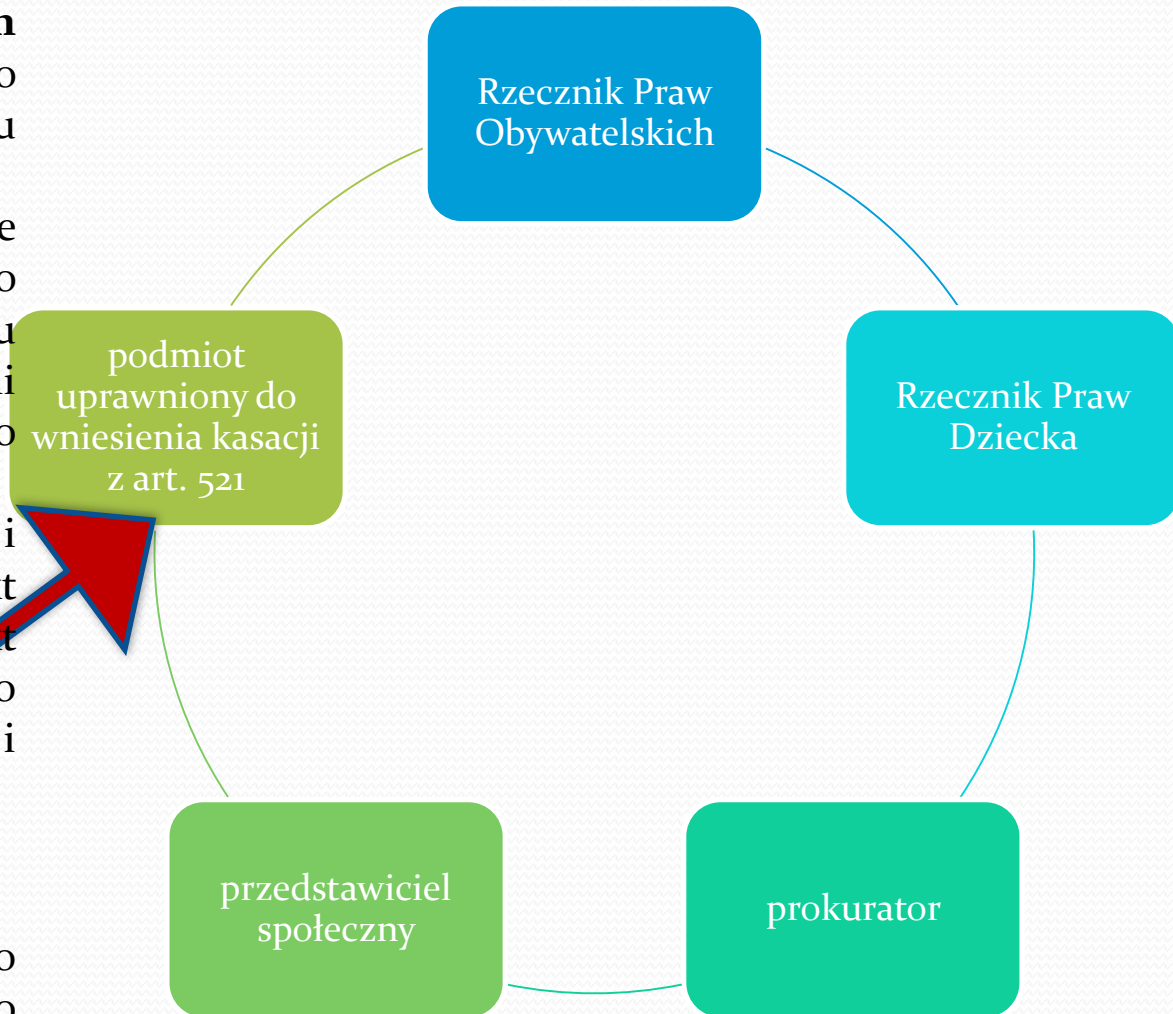 Rzecznik Praw
Obywatelskich
podmiot
uprawniony do
wniesienia kasacji
z art. 521
Rzecznik Praw
Dziecka
przedstawiciel
społeczny
prokurator